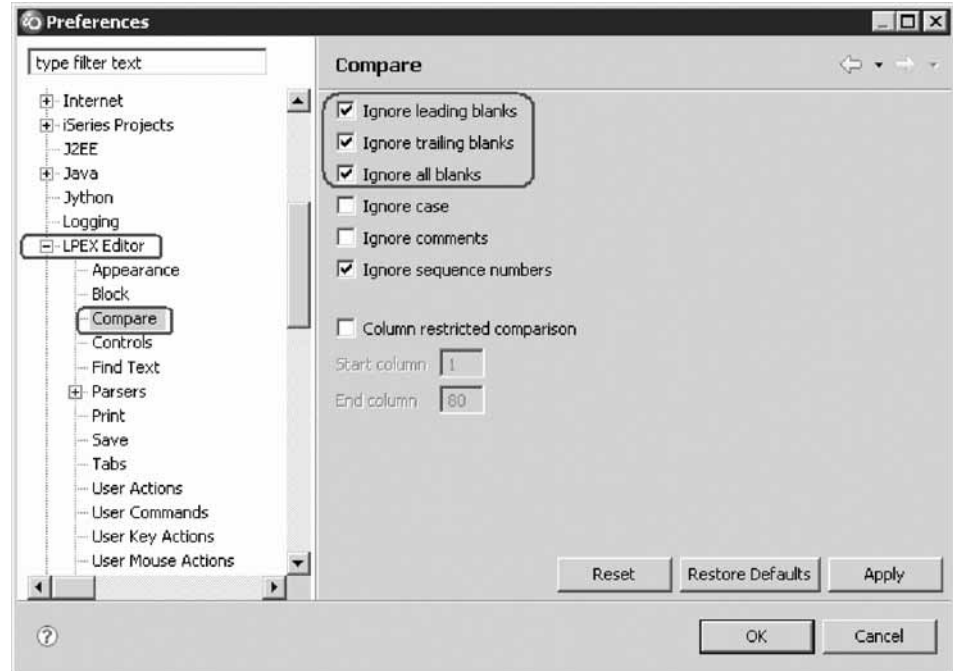 Preferences
type filter text
Internet
iSeries Projects
J2EE
Java
Jython
Logging
LPEX Editor
Appearance
Block
Compare
Controls
Find Text
Parsers
Print
Save
Tabs
User Actions
User Commands
User Key Actions
User Mouse Actions
Compare
Ignore leading blanks
Ignore trailing blanks
Ignore all blanks
Ignore case
Ignore comments
Ignore sequence numbers
Column restricted comparison
Start column 1
End column 80
Reset Restore Defaults Apply
? OK Cancel